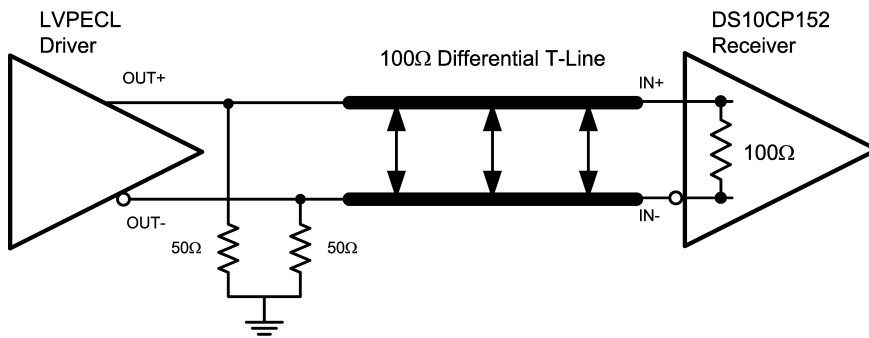 LVPECL
Driver
DS10CP152
Receiver
100Ω Differential T-Line
OUT+
IN+
100Ω
OUT-
IN-
50Ω
50Ω